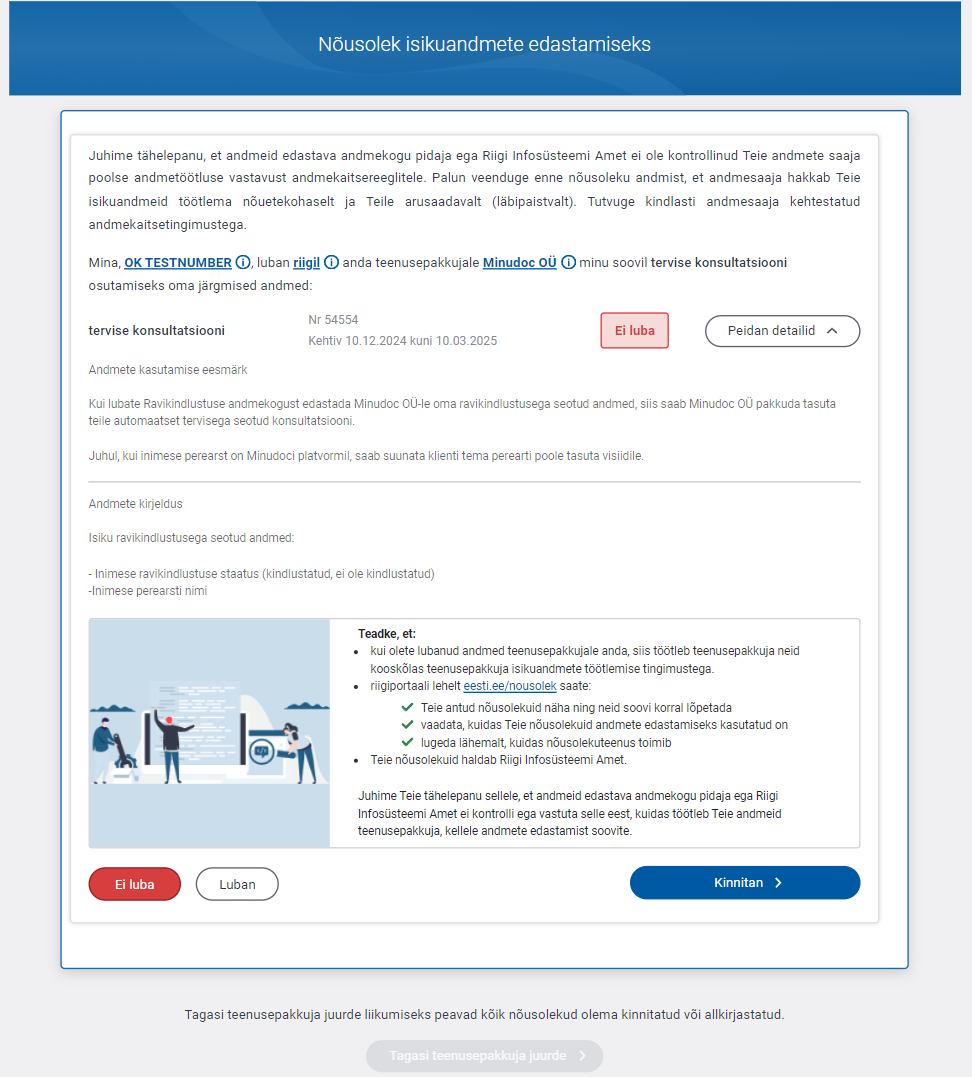 Nõusolek isikuandmete edastamiseks
Juhime tähelepanu, et andmeid edastava andmekogu pidaja ega Riigi Infosüsteemi Amet ei ole kontrollinud Teie andmete saaja
poolse andmetöötluse vastavust andmekaitsereeglitele. Palun veenduge enne nõusoleku andmist, et andmesaaja hakkab Teie
isikuandmeid töötlema nõuetekohaselt ja Teile arusaadavalt (läbipaistvalt). Tutvuge kindlasti andmesaaja kehtestatud
andmekaitsetingimustega.
Mina, OK TESTNUMBER, luban riigil anda teenusepakkujale Minudoc OÜ minu soovil tervise konsultatsiooni
osutamiseks oma järgmised andmed:
tervise konsultatsiooni
Nr 54554
Kehtiv 10.12.2024 kuni 10.03.2025
Ei luba
Peidan detailid
Andmete kasutamise eesmärk
Kui lubate Ravikindlustuse andmekogust edastada Minudoc OÜ-le oma ravikindlustusega seotud andmed, siis saab Minudoc OÜ pakkuda tasuta
teile automaatset tervisega seotud konsultatsiooni.
Juhul, kui inimese perearst on Minudoci platvormil, saab suunata klienti tema perearti poole tasuta visiidile.
Andmete kirjeldus
Isiku ravikindlustusega seotud andmed:
- Inimese ravikindlustuse staatus (kindlustatud, ei ole kindlustatud)
-Inimese perearsti nimi
Teadke, et:
• kui olete lubanud andmed teenusepakkujale anda, siis töötleb teenusepakkuja neid
kooskõlas teenusepakkuja isikuandmete töötlemise tingimustega.
• riigiportaali lehelt eesti.ee/nousolek saate:
Teie antud nõusolekuid näha ning neid soovi korral lõpetada
vaadata, kuidas Teie nõusolekuid andmete edastamiseks kasutatud on
lugeda lähemalt, kuidas nõusolekuteenus toimib
• Teie nõusolekuid haldab Riigi Infosüsteemi Amet.
Juhime Teie tähelepanu sellele, et andmeid edastava andmekogu pidaja ega Riigi
Infosüsteemi Amet ei kontrolli ega vastuta selle eest, kuidas töötleb Teie andmeid
teenusepakkuja, kellele andmete edastamist soovite.
Ei luba
Luban
Kinnitan
Tagasi teenusepakkuja juurde liikumiseks peavad kõik nõusolekud olema kinnitatud või allkirjastatud.
Tagasi teenusepakkuja juurde